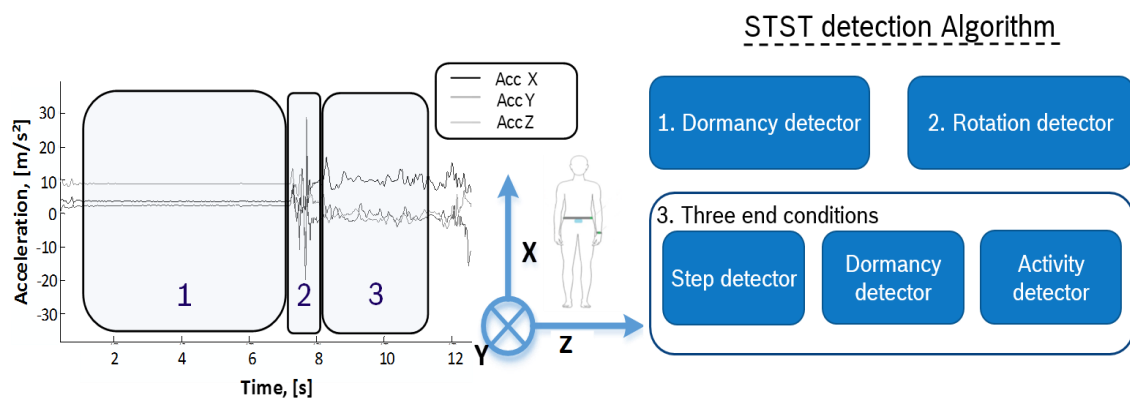 STST detection Algorithm
Acc X
Acc Y
Acc Z
Acceleration, [m/s²]
30
20
10
0
-10
-20
-30
1
2
3
2
4
6
8
10
12
Time, [s]
X
Y
Z
1. Dormancy detector
2. Rotation detector
3. Three end conditions
Step detector
Dormancy
detector
Activity
detector